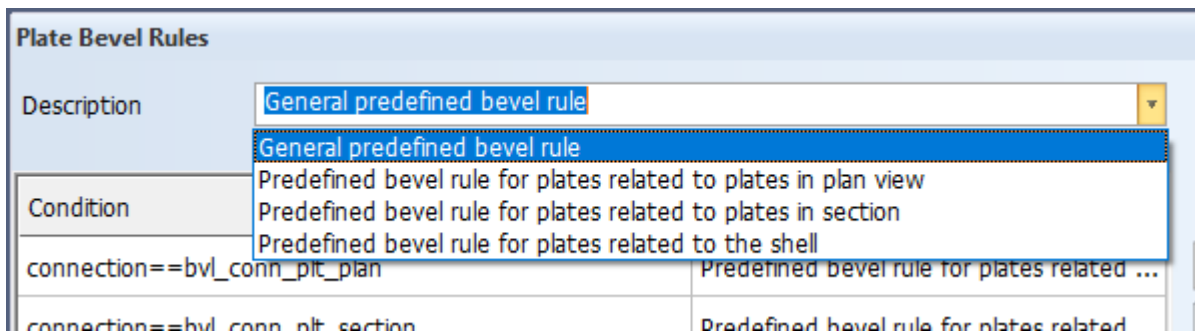 Plate Bevel Rules
Description General predefined bevel rule
General predefined bevel rule
Predefined bevel rule for plates related to plates in plan view
Predefined bevel rule for plates related to plates in section
Predefined bevel rule for plates related to the shell
Condition
connection==bvl_conn_plt_plan Predefined bevel rule for plates related ...
connection==bvl_conn_plt_section Predefined bevel rule for plates related